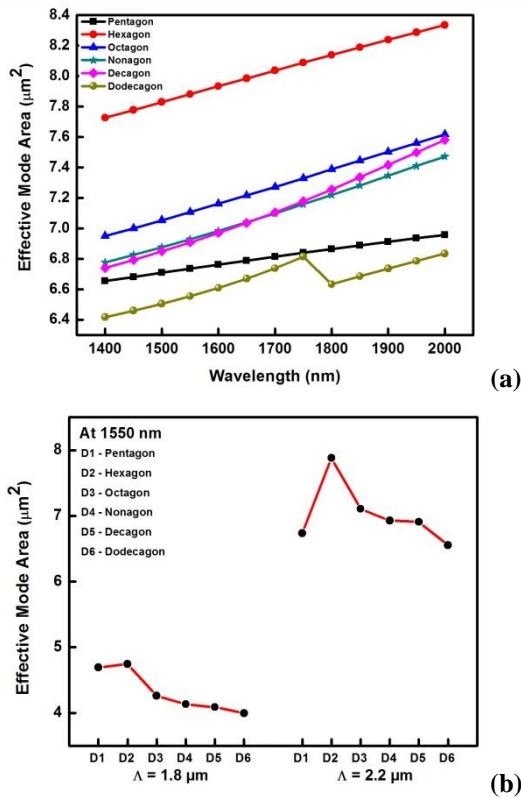 8.4
8.2
8.0
7.8
7.6
7.4
7.2
7.0
6.8
6.6
6.4
Effective Mode Area (μm²)
Pentagon
Hexagon
Octagon
Nonagon
Decagon
Dodecagon
1400 1500 1600 1700 1800 1900 2000
Wavelength (nm)
(a)
8
7
6
5
4
Effective Mode Area (μm²)
At 1550 nm
D1 - Pentagon
D2 - Hexagon
D3 - Octagon
D4 - Nonagon
D5 - Decagon
D6 - Dodecagon
D1 D2 D3 D4 D5 D6 D1 D2 D3 D4 D5 D6
Λ = 1.8 μm Λ = 2.2 μm
(b)